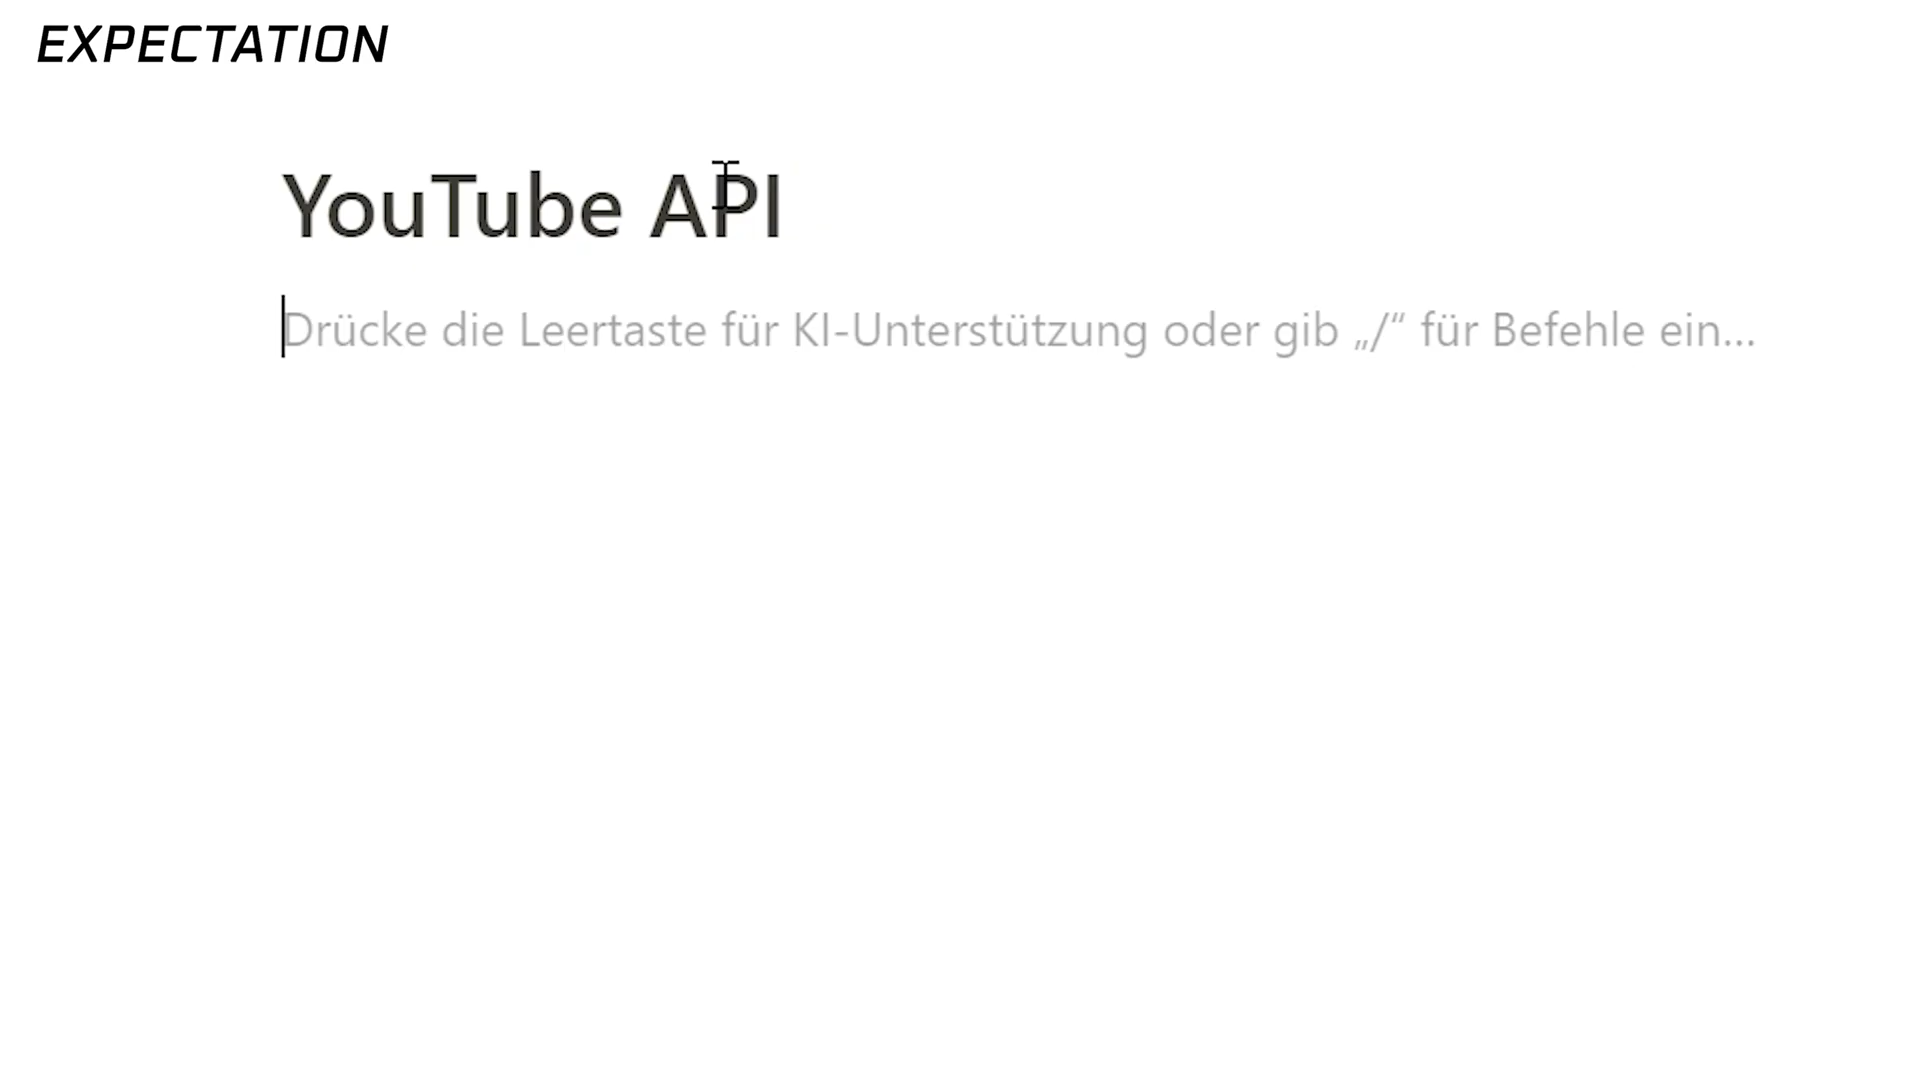 EXPECTATION
YouTube API
Drücke die Leertaste für KI-Unterstützung oder gib „/“ für Befehle ein...